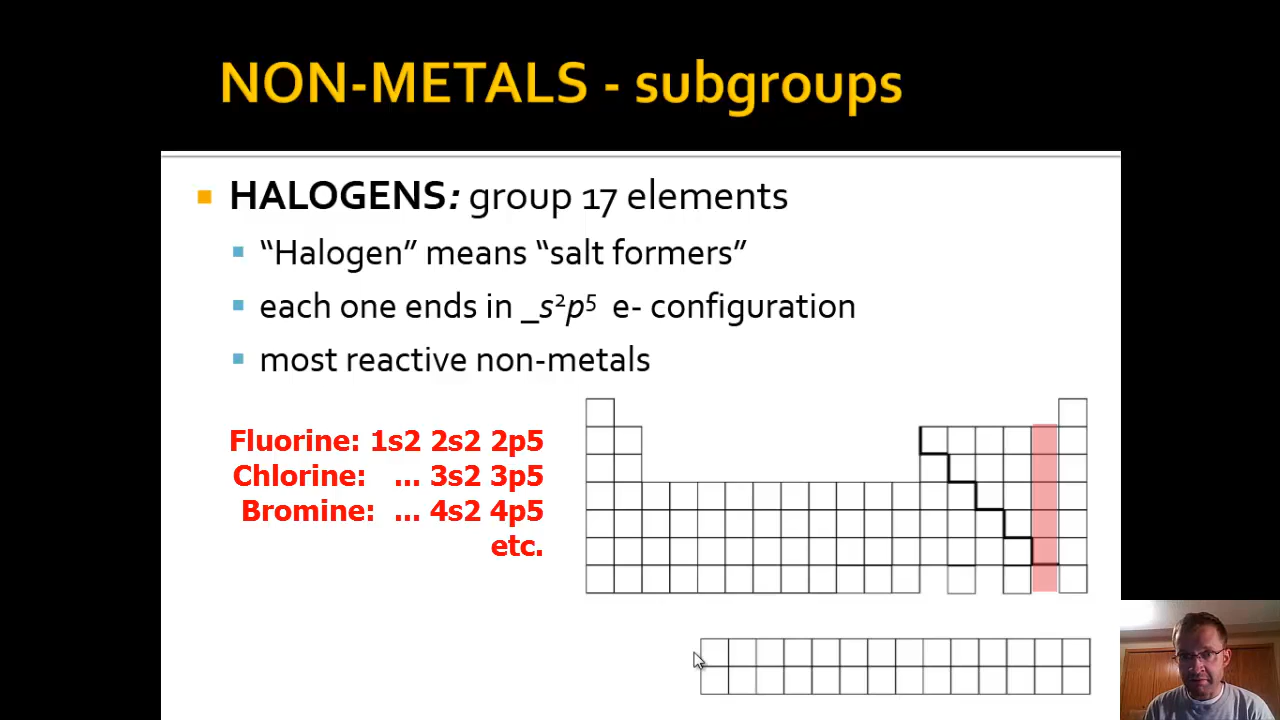 NON-METALS - subgroups
HALOGENS: group 17 elements
“Halogen” means “salt formers”
each one ends in _s²p⁵ e- configuration
most reactive non-metals
Fluorine: 1s2 2s2 2p5
Chlorine: ... 3s2 3p5
Bromine: ... 4s2 4p5
etc.